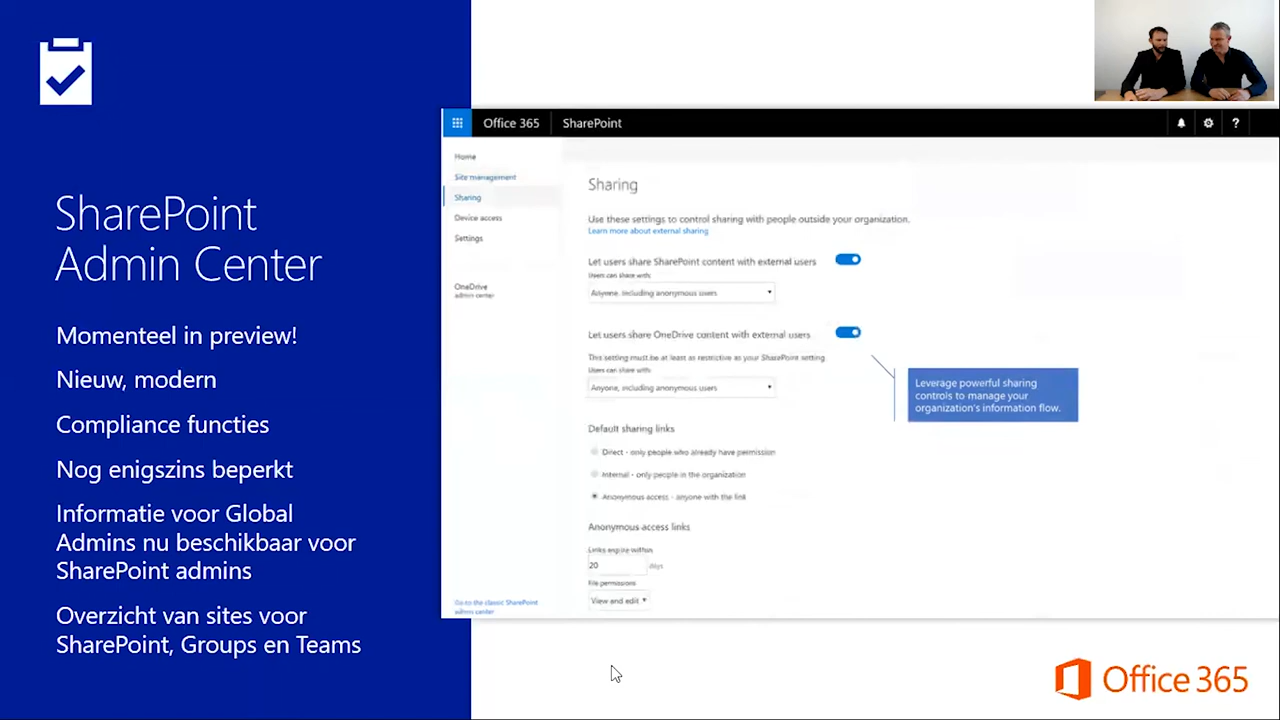 SharePoint
Admin Center
Momenteel in preview!
Nieuw, modern
Compliance functies
Nog enigszins beperkt
Informatie voor Global
Admins nu beschikbaar voor
SharePoint admins
Overzicht van sites voor
SharePoint, Groups en Teams
Office 365
SharePoint
?
Home
Site management
Sharing
Device access
Settings
OneDrive
admin center
Go to the classic SharePoint
admin center
Sharing
Use these settings to control sharing with people outside your organization.
Learn more about external sharing
Let users share SharePoint content with external users
Users can share with:
Anyone, including anonymous users
Let users share OneDrive content with external users
This setting must be at least as restrictive as your SharePoint setting.
Users can share with:
Anyone, including anonymous users
Default sharing links
Direct - only people who already have permission
Internal - only people in the organization
Anonymous access - anyone with the link
Anonymous access links
Links expire within
20 days
File permissions
View and edit
Leverage powerful sharing
controls to manage your
organization's information flow.
Office 365